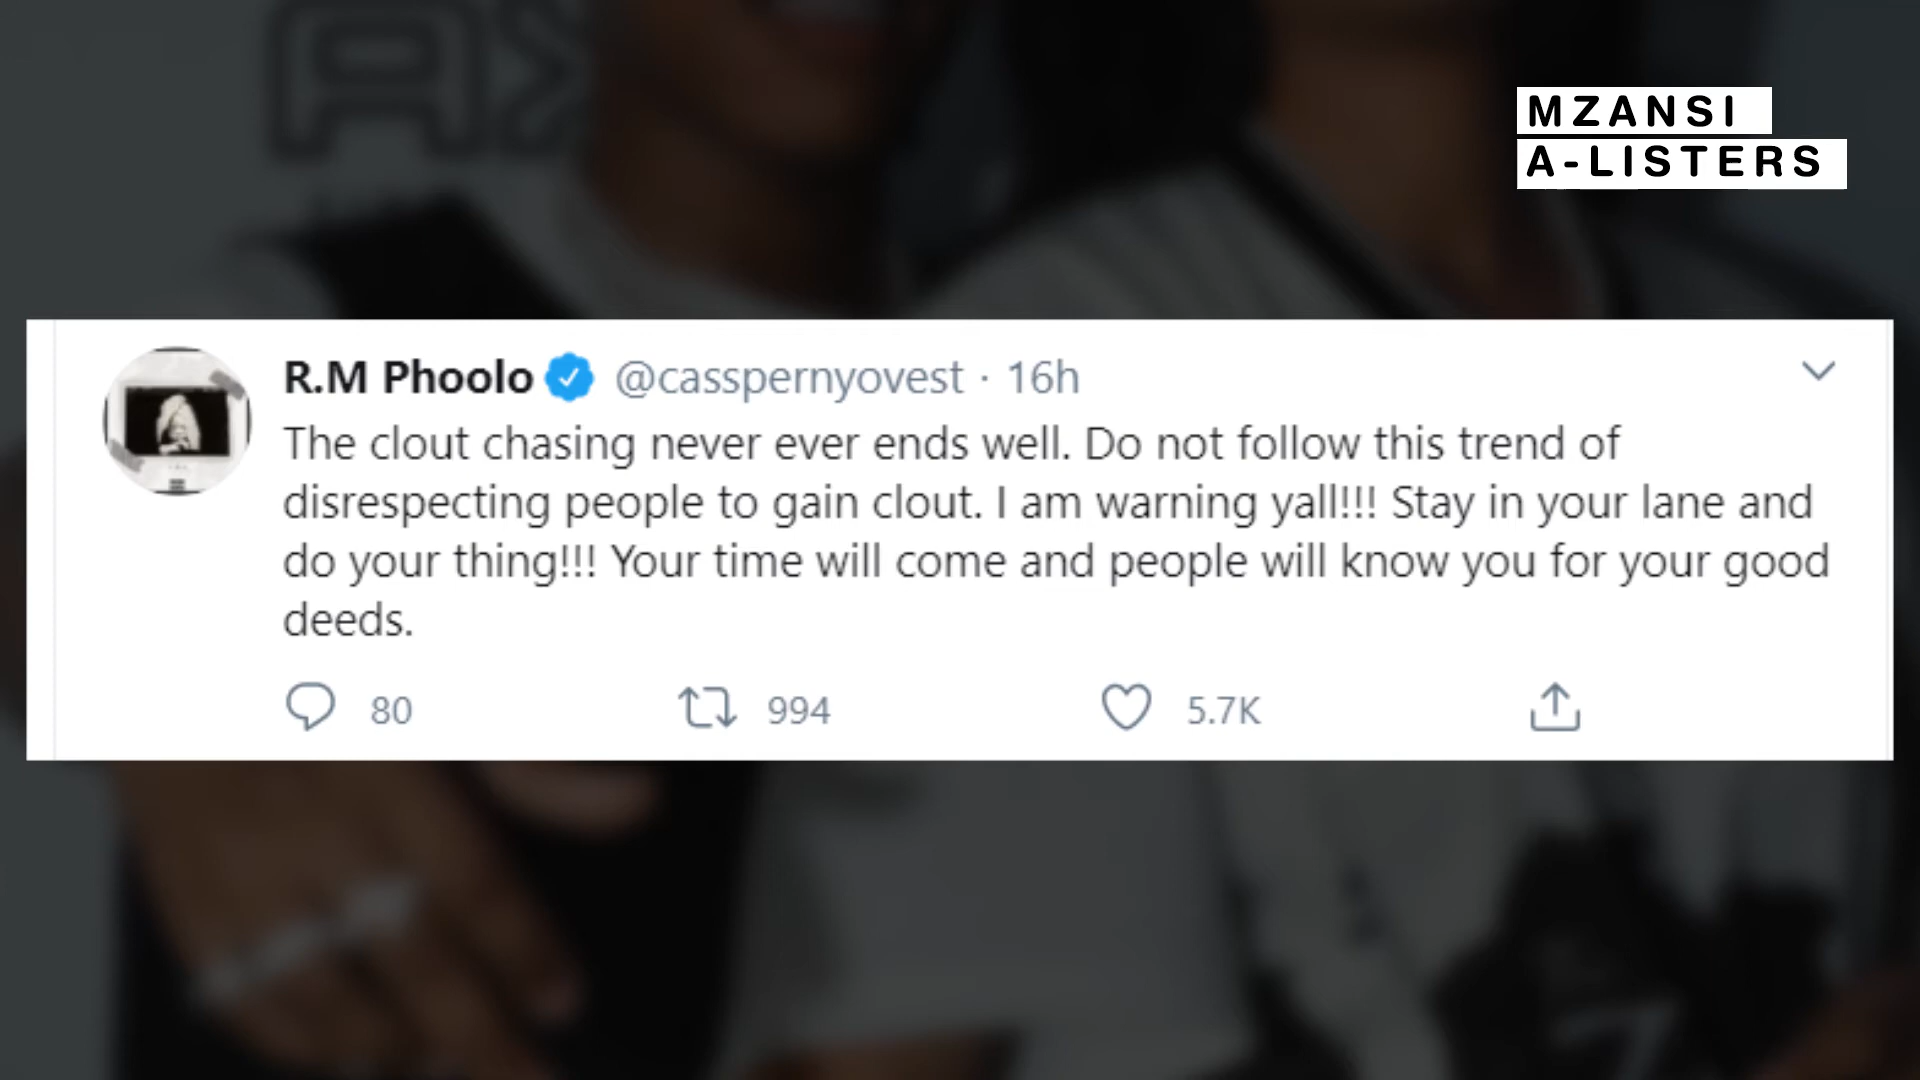 MZANSI
A-LISTERS
R.M Phoolo @casspernyovest · 16h
The clout chasing never ever ends well. Do not follow this trend of
disrespecting people to gain clout. I am warning yall!!! Stay in your lane and
do your thing!!! Your time will come and people will know you for your good
deeds.
80 994 5.7K